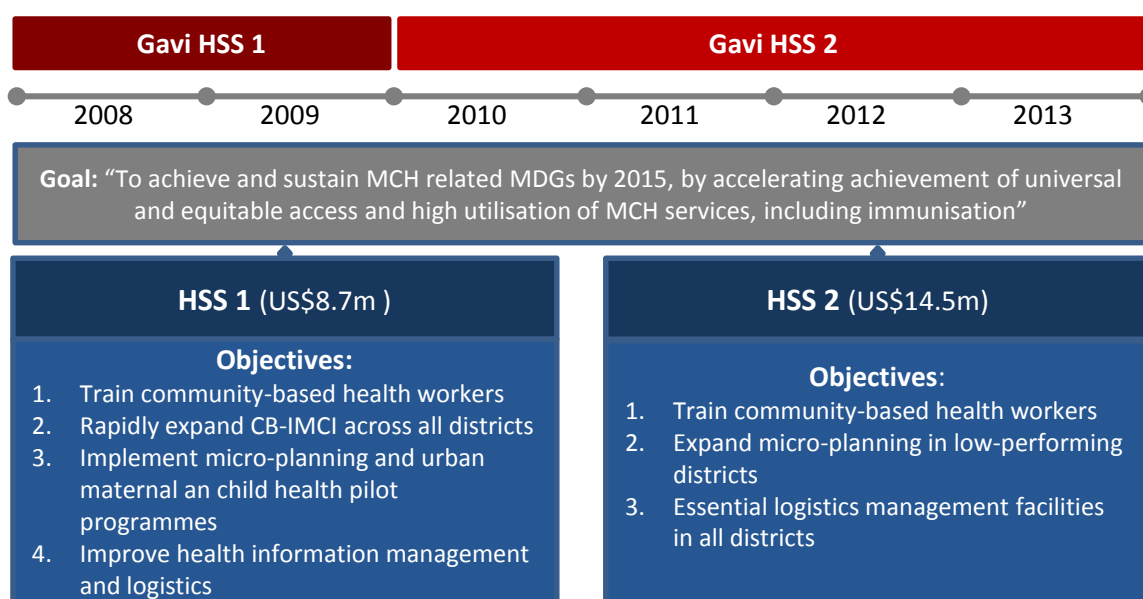 Gavi HSS 1
Gavi HSS 2
2008
2009
2010
2011
2012
2013
Goal: “To achieve and sustain MCH related MDGs by 2015, by accelerating achievement of universal
and equitable access and high utilisation of MCH services, including immunisation”
HSS 1 (US$8.7m )
Objectives:
1. Train community-based health workers
2. Rapidly expand CB-IMCI across all districts
3. Implement micro-planning and urban
maternal an child health pilot
programmes
4. Improve health information management
and logistics
HSS 2 (US$14.5m)
Objectives:
1. Train community-based health workers
2. Expand micro-planning in low-performing
districts
3. Essential logistics management facilities
in all districts